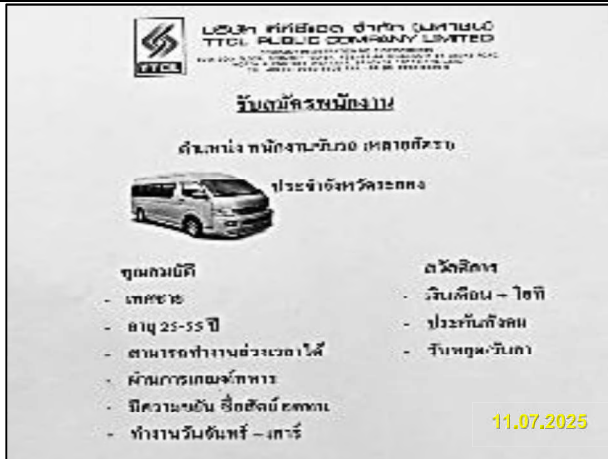 บริษัท ทีทีซีแอล จำกัด (มหาชน)
TTCL PUBLIC COMPANY LIMITED
TTCL
รับสมัครพนักงาน
ตำแหน่ง พนักงานขับรถ (หลายอัตรา)
ประจำจังหวัดระยอง
คุณสมบัติ
- เพศชาย
- อายุ 25-55 ปี
- สามารถทำงานล่วงเวลาได้
- ผ่านการเกณฑ์ทหาร
- มีความขยัน ซื่อสัตย์ อดทน
- ทำงานวันจันทร์ – เสาร์
สวัสดิการ
- เงินเดือน + โอที
- ประกันสังคม
- วันหยุด/วันลา
11.07.2025